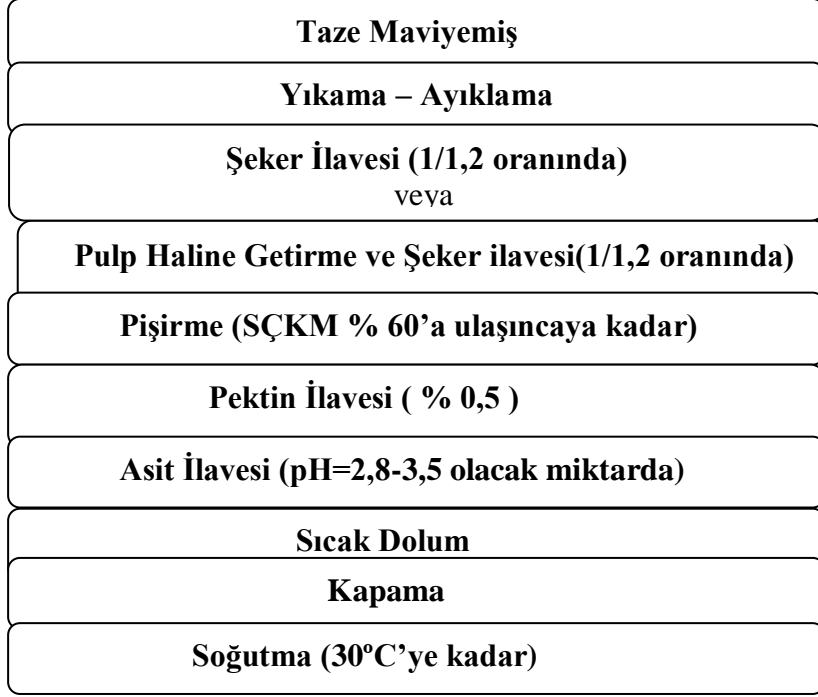 Taze Maviyemiş
Yıkama – Ayıklama
Şeker İlavesi (1/1,2 oranında)
veya
Pulp Haline Getirme ve Şeker ilavesi(1/1,2 oranında)
Pişirme (SÇKM % 60’a ulaşıncaya kadar)
Pektin İlavesi ( % 0,5 )
Asit İlavesi (pH=2,8-3,5 olacak miktarda)
Sıcak Dolum
Kapama
Soğutma (30ºC’ye kadar)